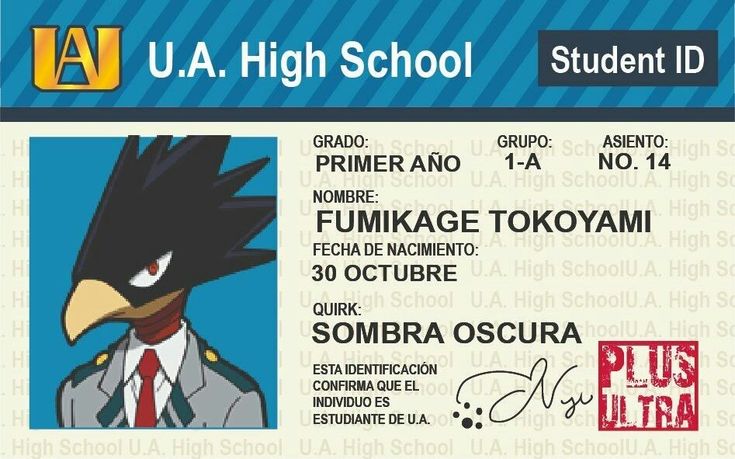 UA
U.A. High School
Student ID
GRADO: GRUPO: ASIENTO:
PRIMER AÑO 1-A NO. 14
NOMBRE:
FUMIKAGE TOKOYAMI
FECHA DE NACIMIENTO:
30 OCTUBRE
QUIRK:
SOMBRA OSCURA
ESTA IDENTIFICACIÓN
CONFIRMA QUE EL
INDIVIDUO ES
ESTUDIANTE DE U.A.
PLUS
ULTRA